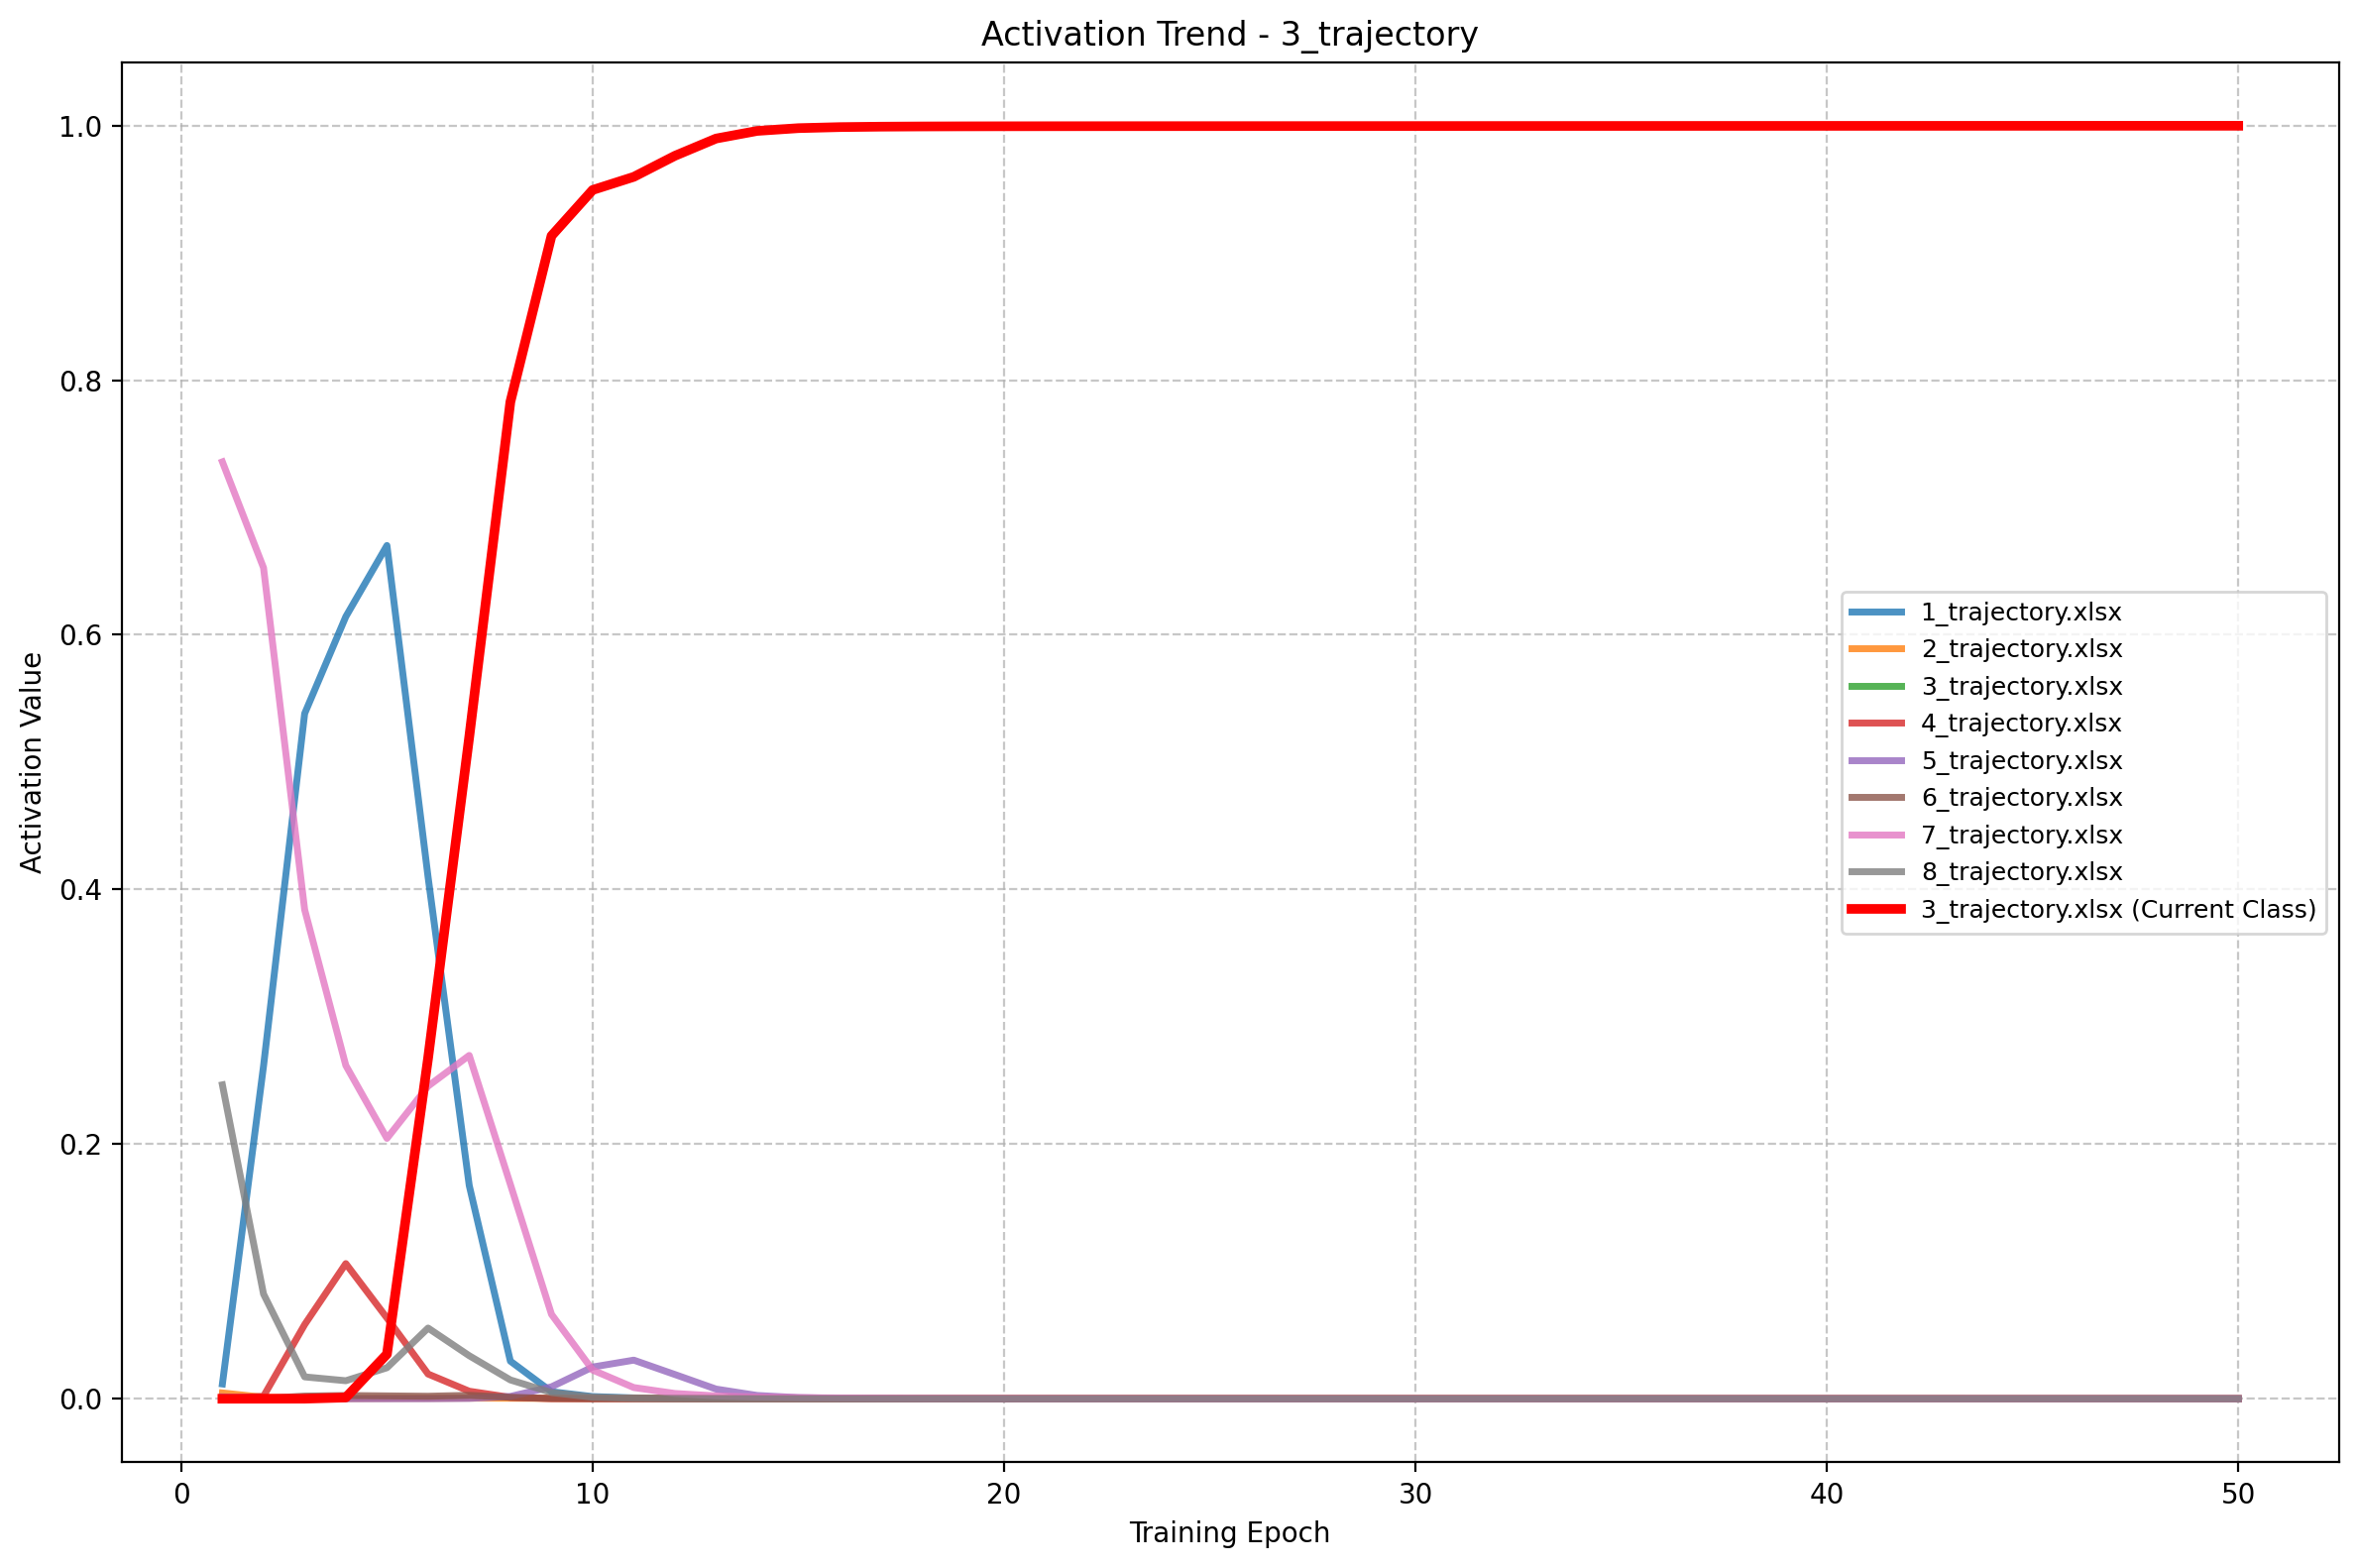 Activation Trend - 3_trajectory
Activation Value
1.0
0.8
0.6
0.4
0.2
0.0
1_trajectory.xlsx
2_trajectory.xlsx
3_trajectory.xlsx
4_trajectory.xlsx
5_trajectory.xlsx
6_trajectory.xlsx
7_trajectory.xlsx
8_trajectory.xlsx
3_trajectory.xlsx (Current Class)
0 10 20 30 40 50
Training Epoch